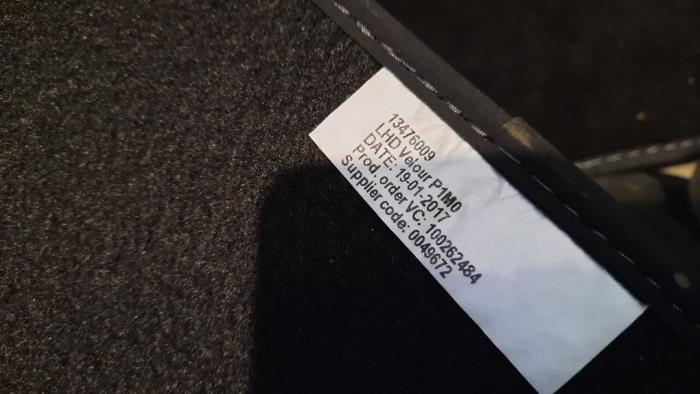 13476009
LHD Velour P1M0
DATE: 19-01-2017
Prod. order VC: 100262484
Supplier code: 0049672